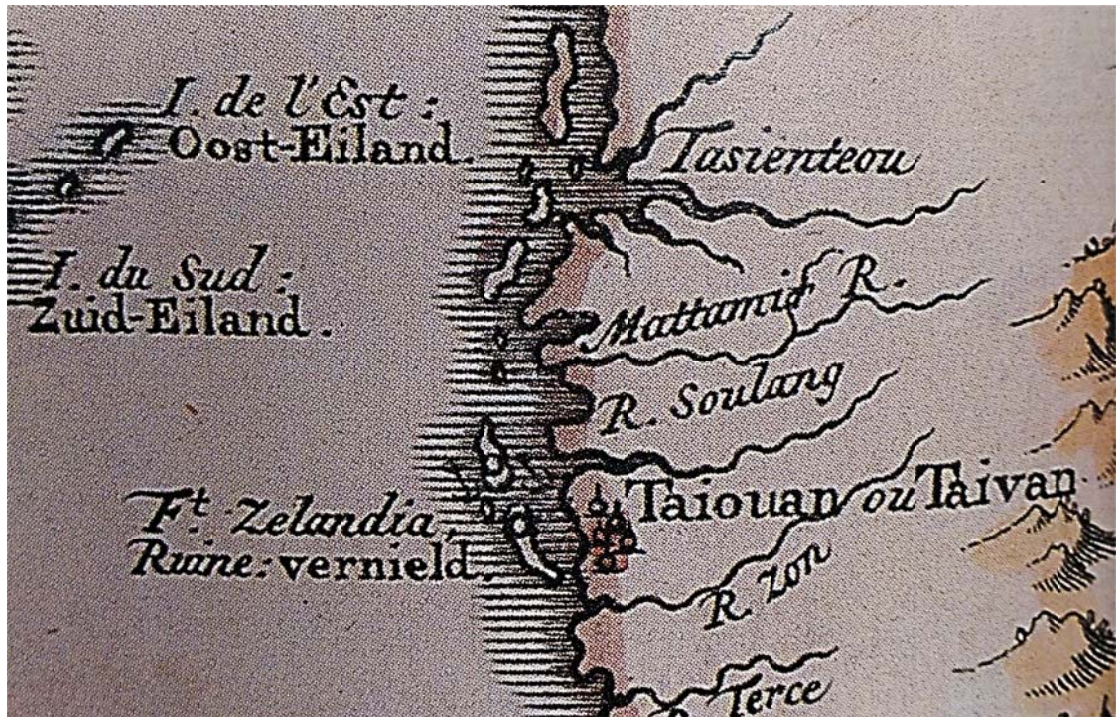 I. de l'Est :
Oost-Eiland.
Tasienteou
I. du Sud :
Zuid-Eiland.
Mattamir R.
R. Soulang
Taiouan ou Taivan
Ft. Zelandia,
Ruine: vernield.
R. Zon
R. Terce